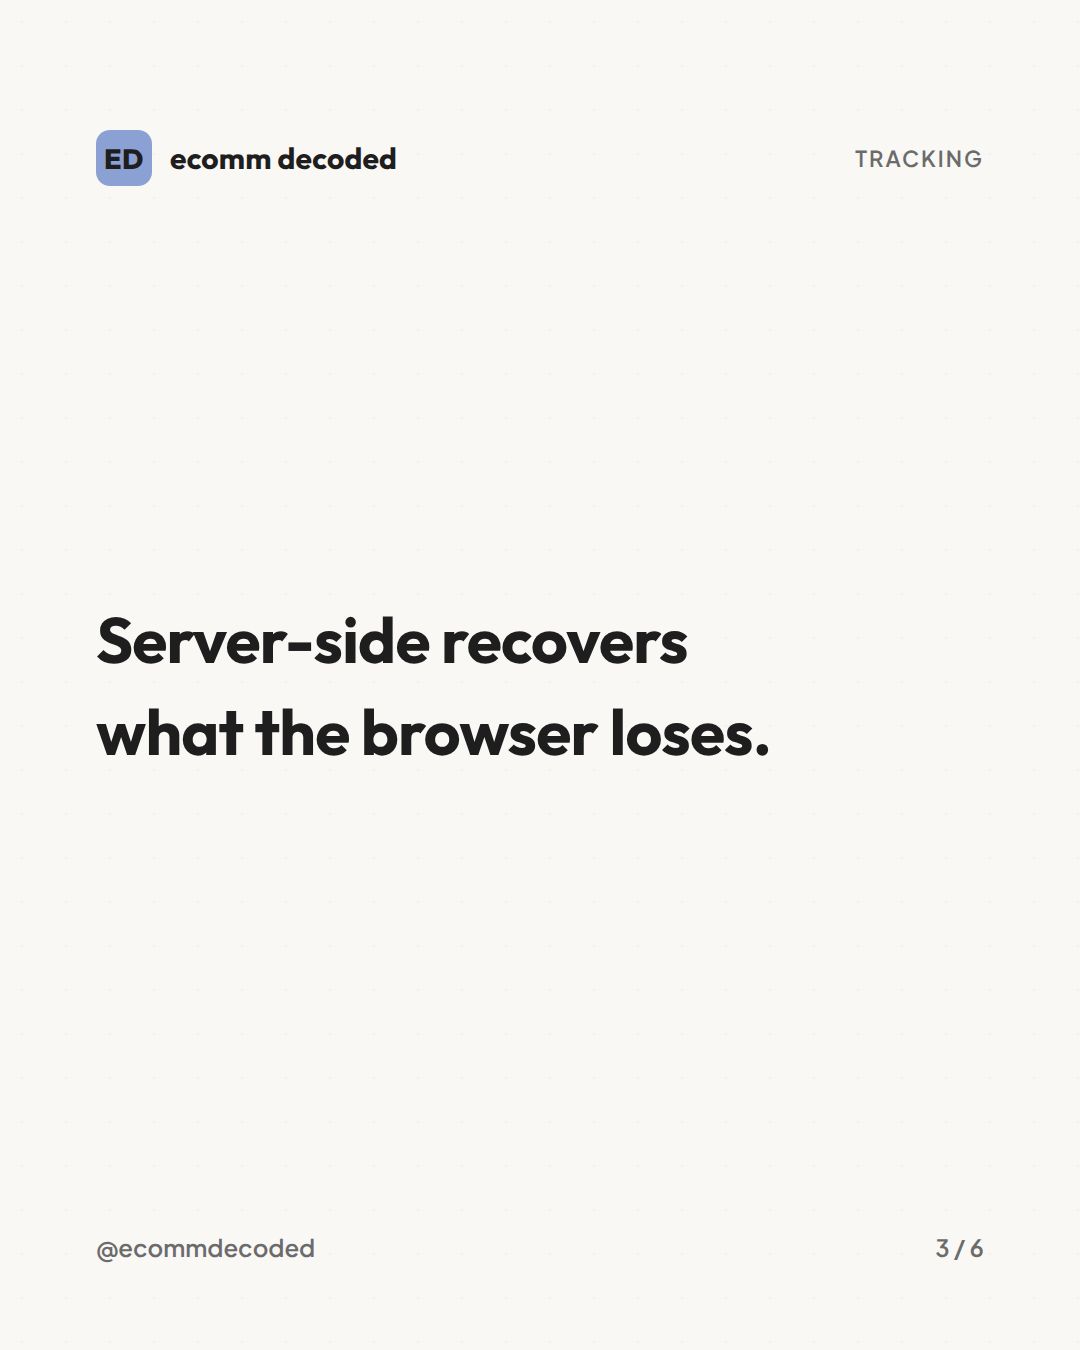 ED ecomm decoded
TRACKING
Server-side recovers
what the browser loses.
@ecommdecoded
3 / 6